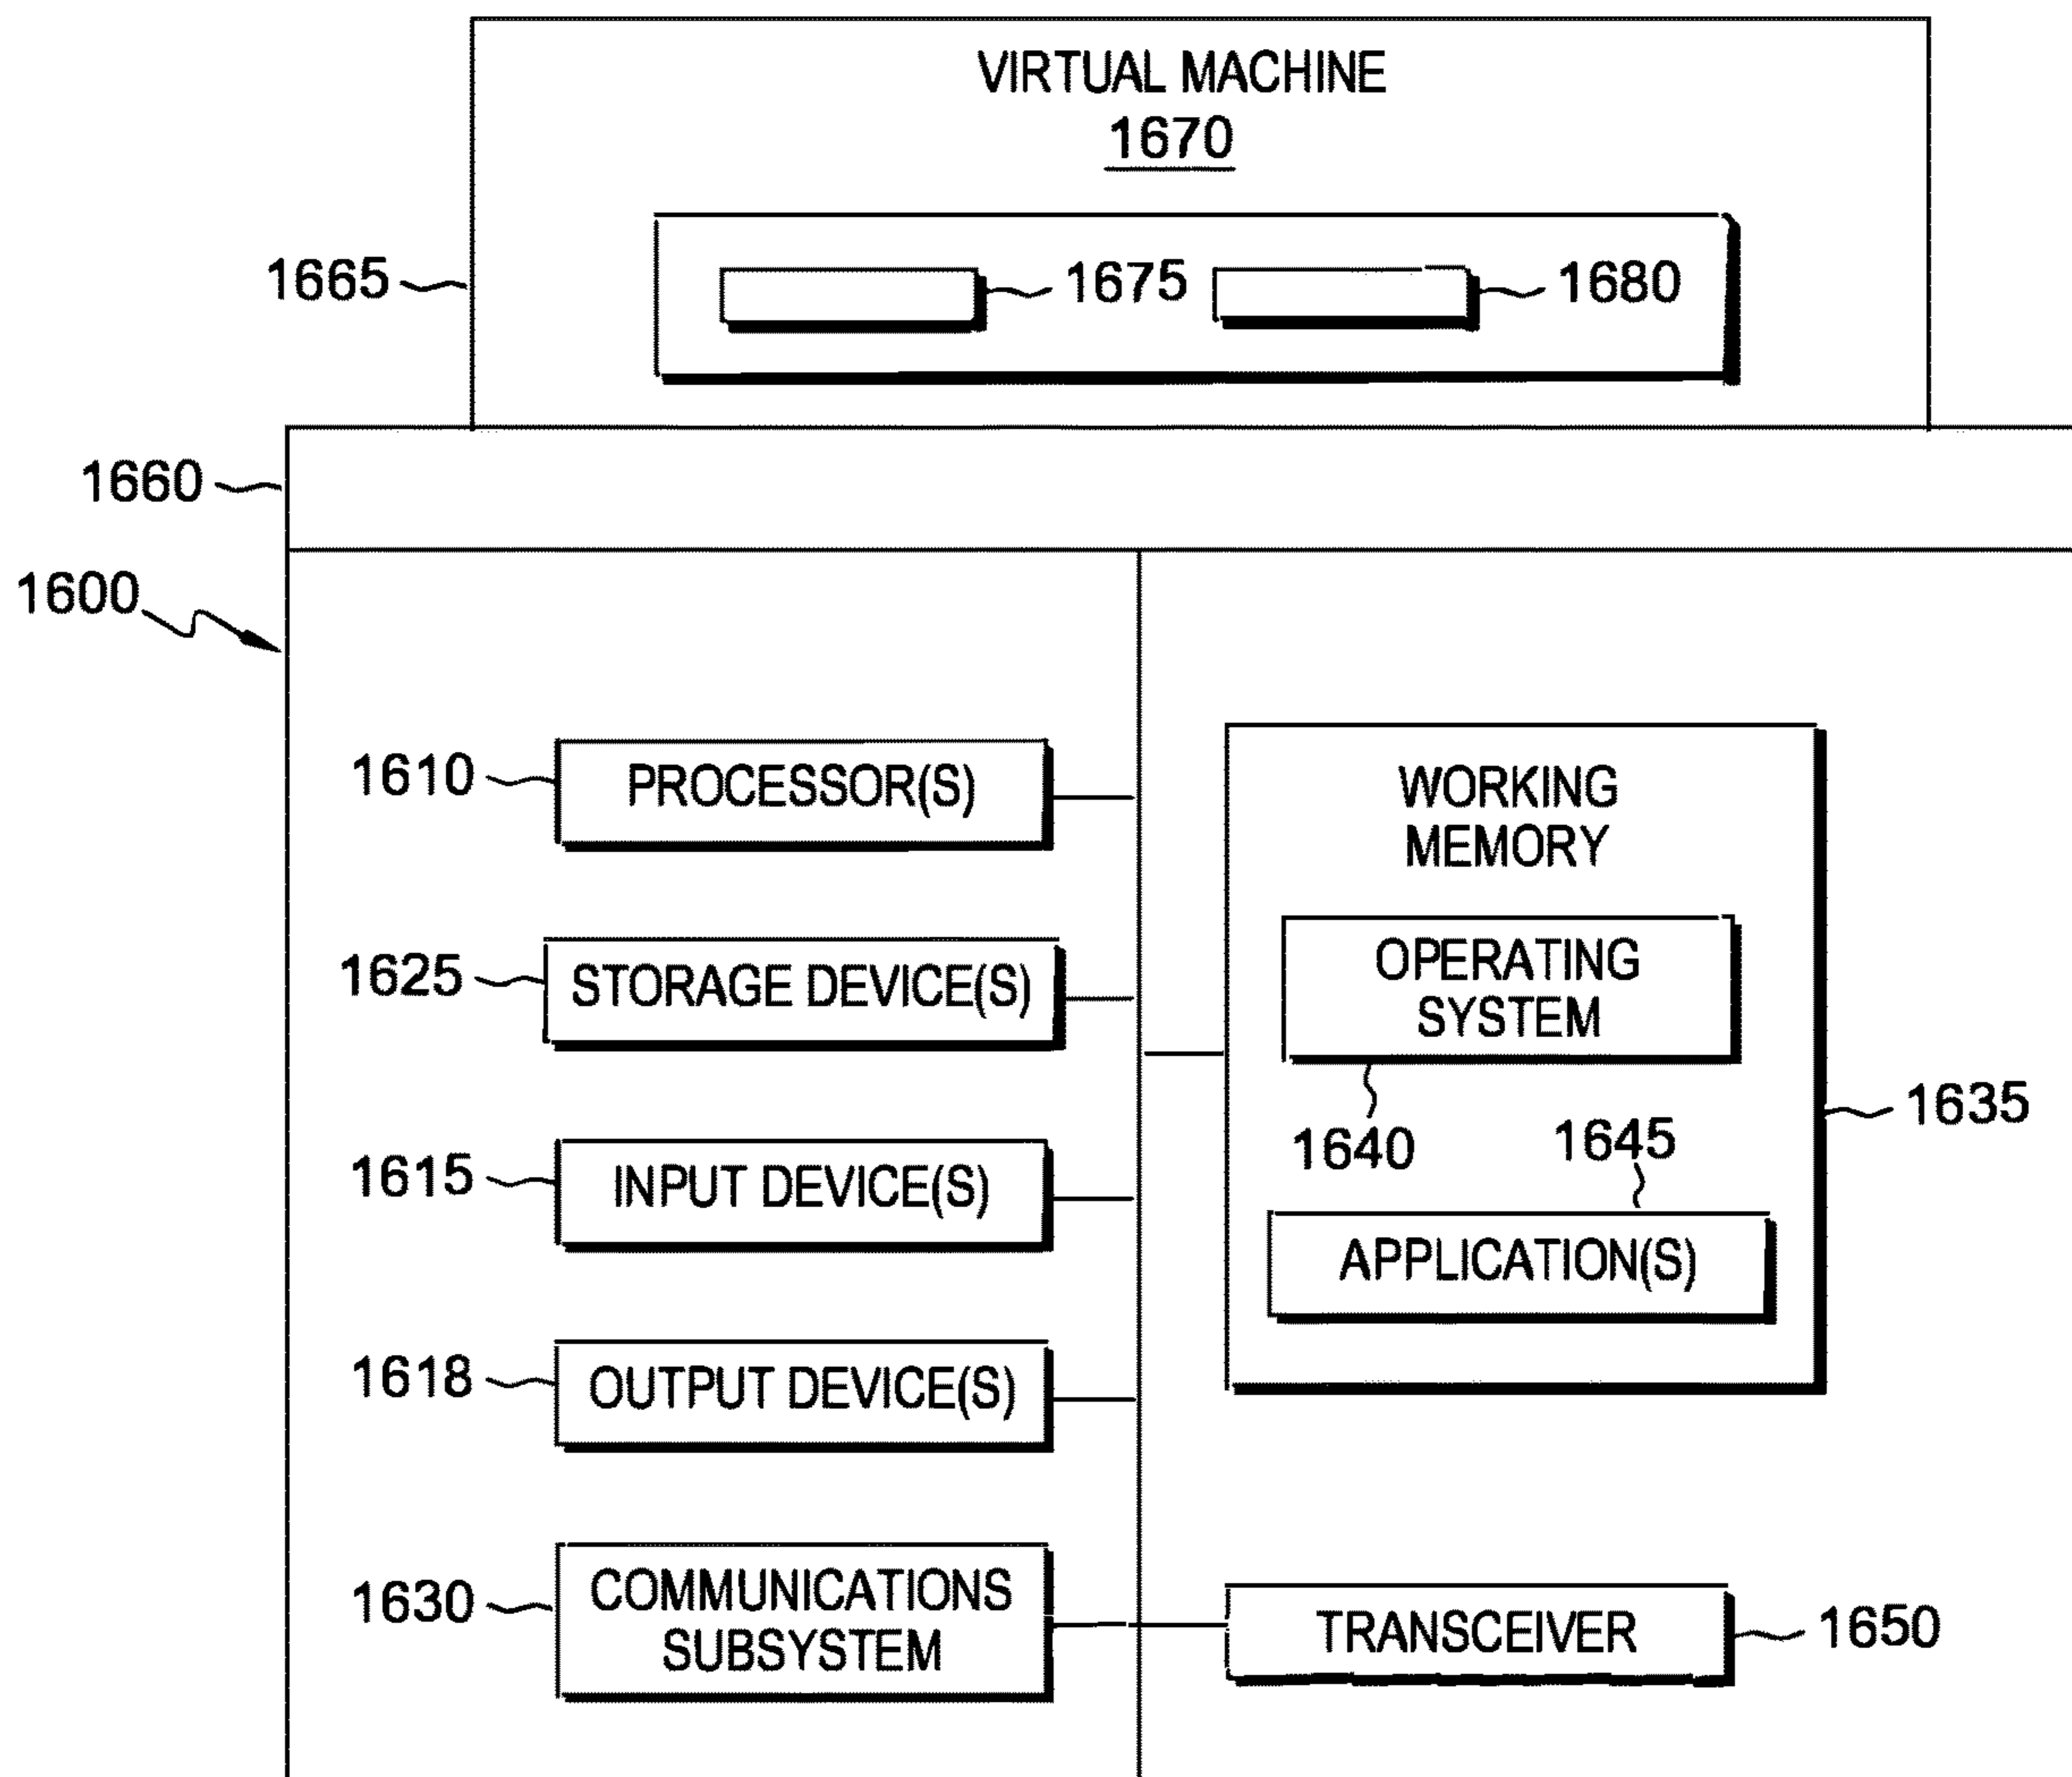 VIRTUAL MACHINE
1670
1665
1675
1680
1660
1600
1610
PROCESSOR(S)
WORKING
MEMORY
1625
STORAGE DEVICE(S)
OPERATING
SYSTEM
1635
1640
1645
1615
INPUT DEVICE(S)
APPLICATION(S)
1618
OUTPUT DEVICE(S)
1630
COMMUNICATIONS
SUBSYSTEM
TRANSCEIVER
1650